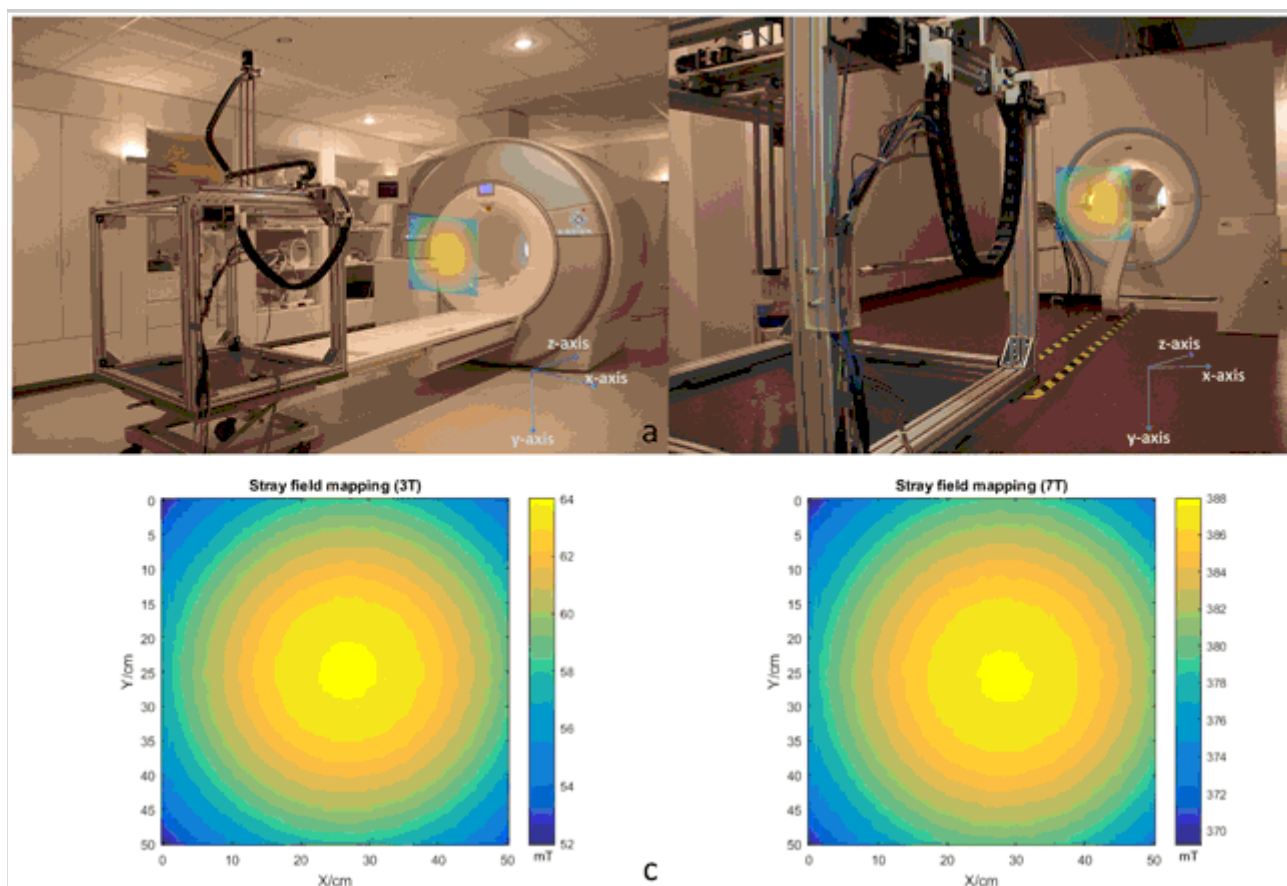 z-axis
x-axis
y-axis
a
z-axis
x-axis
y-axis
Stray field mapping (3T)
0
5
10
15
20
25
30
35
40
45
50
Y/cm
0 10 20 30 40 50
X/cm
64
62
60
58
56
54
52
mT
c
Stray field mapping (7T)
0
5
10
15
20
25
30
35
40
45
50
Y/cm
0 10 20 30 40 50
X/cm
388
386
384
382
380
378
376
374
372
370
mT